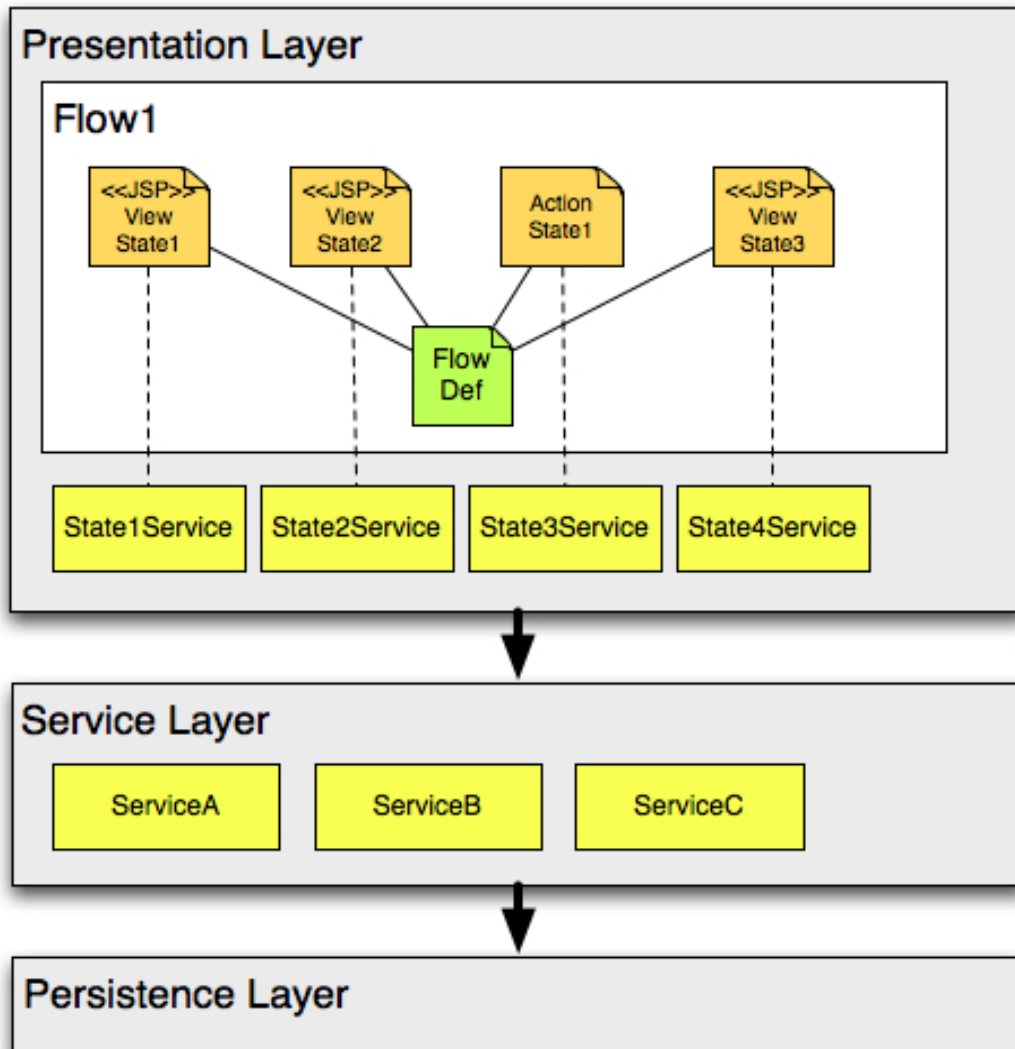 Presentation Layer
Flow1
<<JSP>>
View
State1
<<JSP>>
View
State2
Action
State1
<<JSP>>
View
State3
Flow
Def
State1Service
State2Service
State3Service
State4Service
Service Layer
ServiceA
ServiceB
ServiceC
Persistence Layer